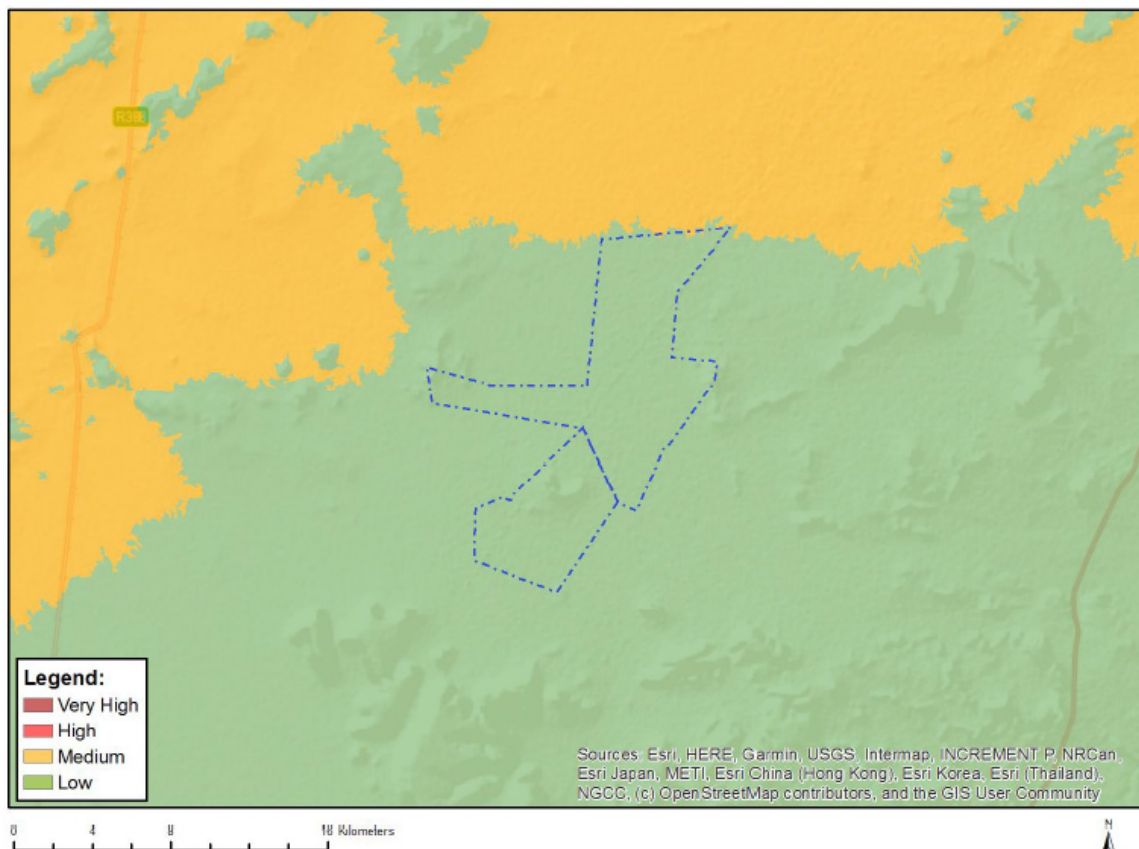 Legend:
Very High
High
Medium
Low
Sources: Esri, HERE, Garmin, USGS, Intermap, INCREMENT P, NRCan,
Esri Japan, METI, Esri China (Hong Kong), Esri Korea, Esri (Thailand),
NGCC, (c) OpenStreetMap contributors, and the GIS User Community
0 4 8 16 Kilometers
N